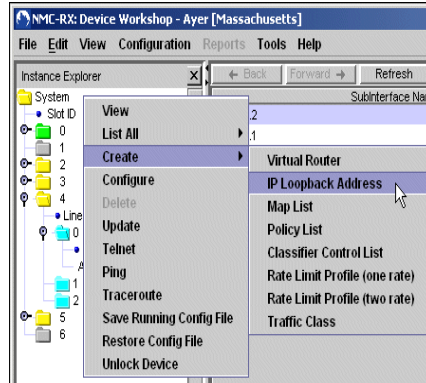 NMC-RX: Device Workshop - Ayer [Massachusetts]
File Edit View Configuration Reports Tools Help
Instance Explorer
Back Forward Refresh
SubInterface Na
System
Slot ID:
0
1
2
3
4
Line
0
A
1
2
5
6
.2
.1
View
List All
Create
Configure
Delete
Update
Telnet
Ping
Traceroute
Save Running Config File
Restore Config File
Unlock Device
Virtual Router
IP Loopback Address
Map List
Policy List
Classifier Control List
Rate Limit Profile (one rate)
Rate Limit Profile (two rate)
Traffic Class